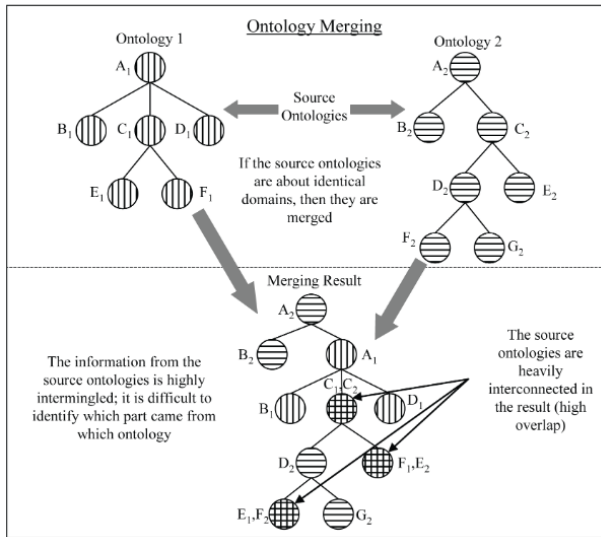 Ontology Merging
Ontology 1
Ontology 2
A1
A2
Source
Ontologies
B1
C1
D1
B2
C2
If the source ontologies
are about identical
domains, then they are
merged
E1
F1
D2
E2
F2
G2
Merging Result
A2
The information from the
source ontologies is highly
intermingled; it is difficult to
identify which part came from
which ontology
B2
A1
The source
ontologies are
heavily
interconnected
in the result (high
overlap)
C1,C2
B1
D1
D2
F1,E2
E1,F2
G2